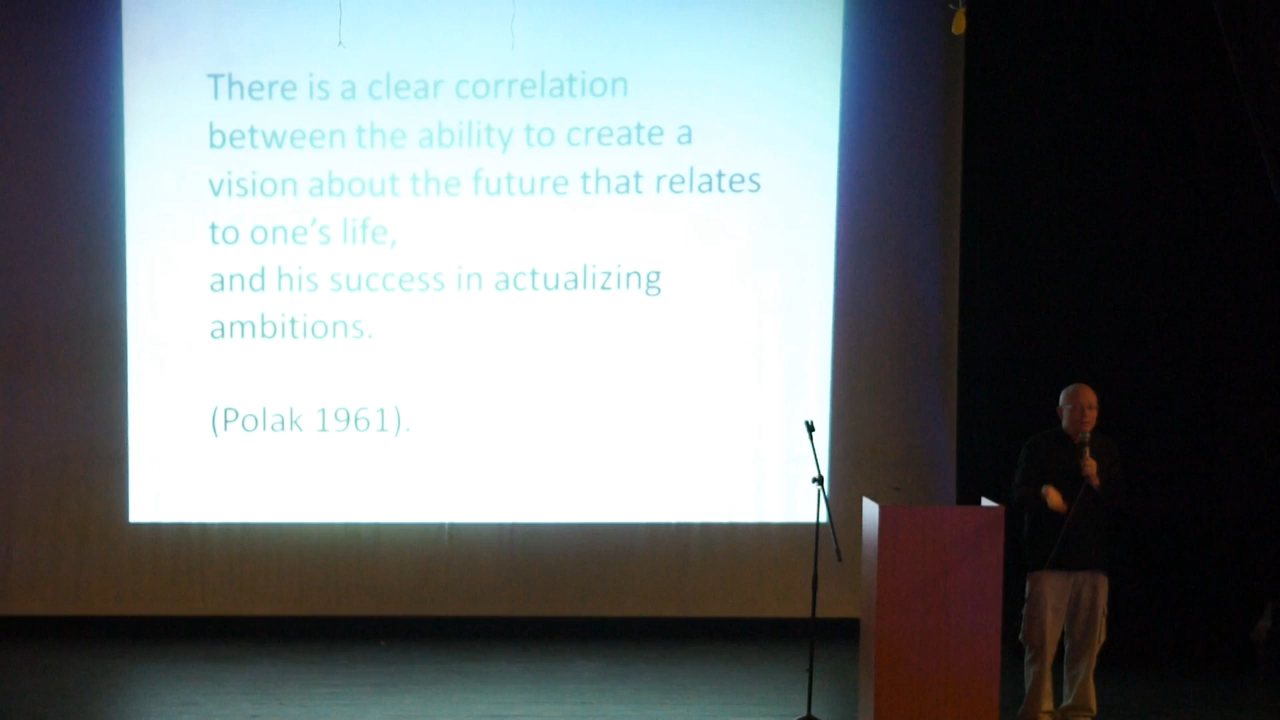 There is a clear correlation
between the ability to create a
vision about the future that relates
to one's life,
and his success in actualizing
ambitions.
(Polak 1961).